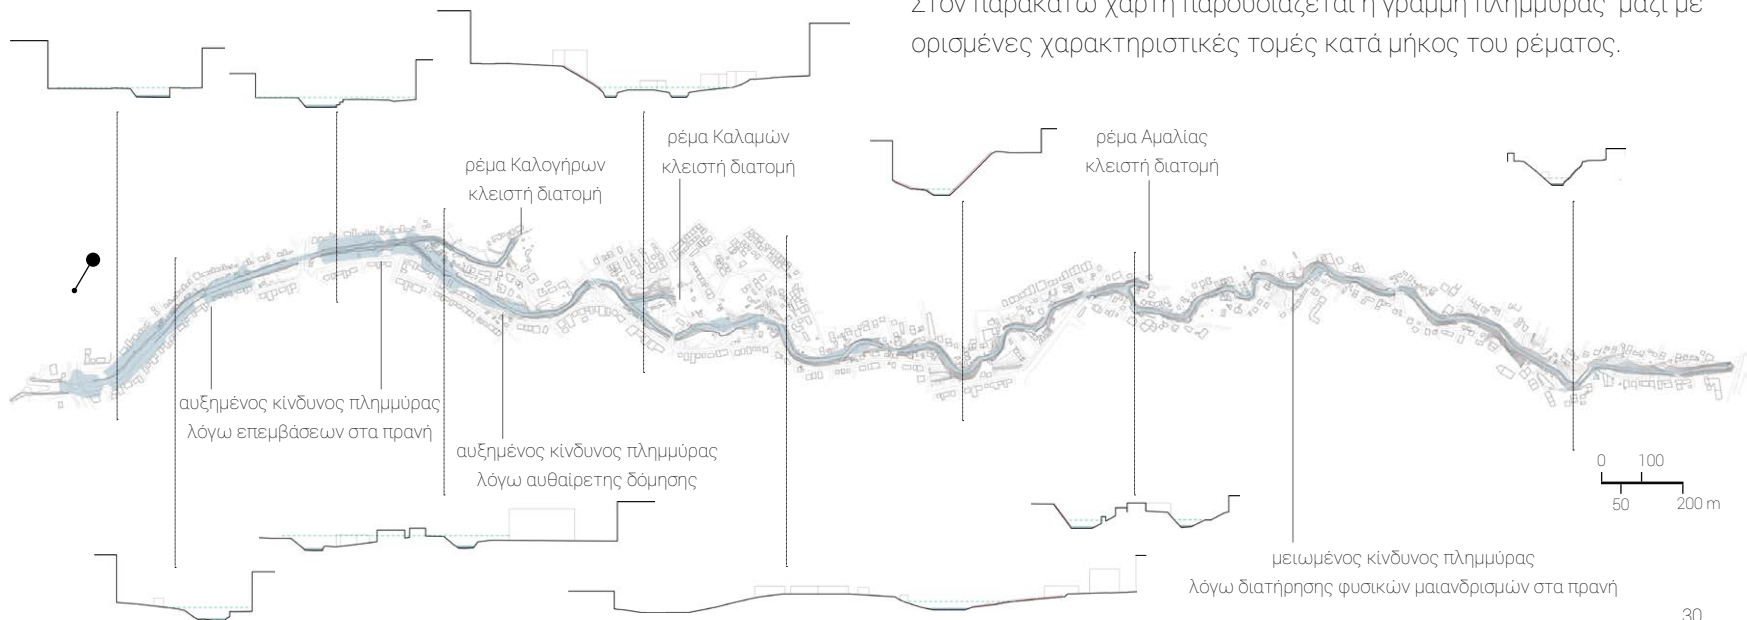 Στον παρακάτω χάρτη παρουσιάζεται η γραμμή πλημμύρας μαζί με
ορισμένες χαρακτηριστικές τομές κατά μήκος του ρέματος.
ρέμα Καλογήρων
κλειστή διατομή
ρέμα Καλαμών
κλειστή διατομή
ρέμα Αμαλίας
κλειστή διατομή
αυξημένος κίνδυνος πλημμύρας
λόγω επεμβάσεων στα πρανή
αυξημένος κίνδυνος πλημμύρας
λόγω αυθαίρετης δόμησης
0 100
50 200 m
μειωμένος κίνδυνος πλημμύρας
λόγω διατήρησης φυσικών μαιανδρισμών στα πρανή
30